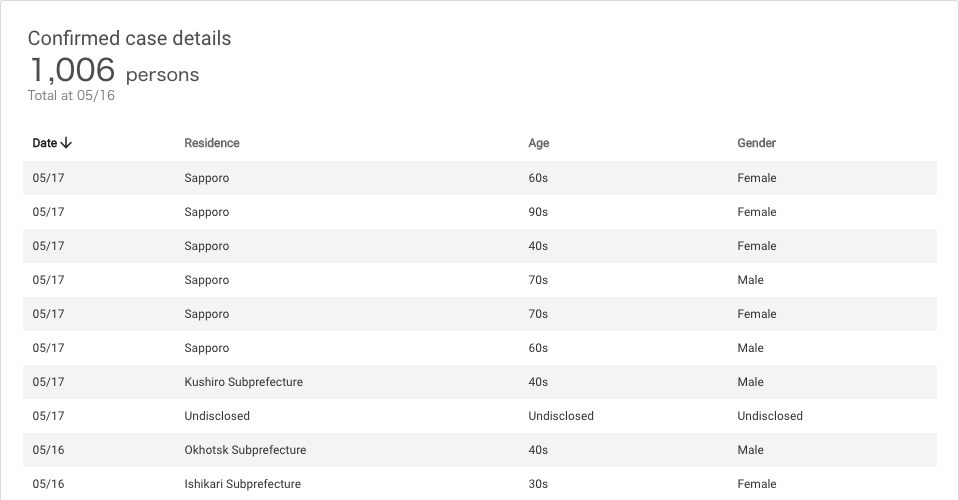 Confirmed case details
1,006 persons
Total at 05/16
Date Residence Age Gender
05/17 Sapporo 60s Female
05/17 Sapporo 90s Female
05/17 Sapporo 40s Female
05/17 Sapporo 70s Male
05/17 Sapporo 70s Female
05/17 Sapporo 60s Male
05/17 Kushiro Subprefecture 40s Male
05/17 Undisclosed Undisclosed Undisclosed
05/16 Okhotsk Subprefecture 40s Male
05/16 Ishikari Subprefecture 30s Female